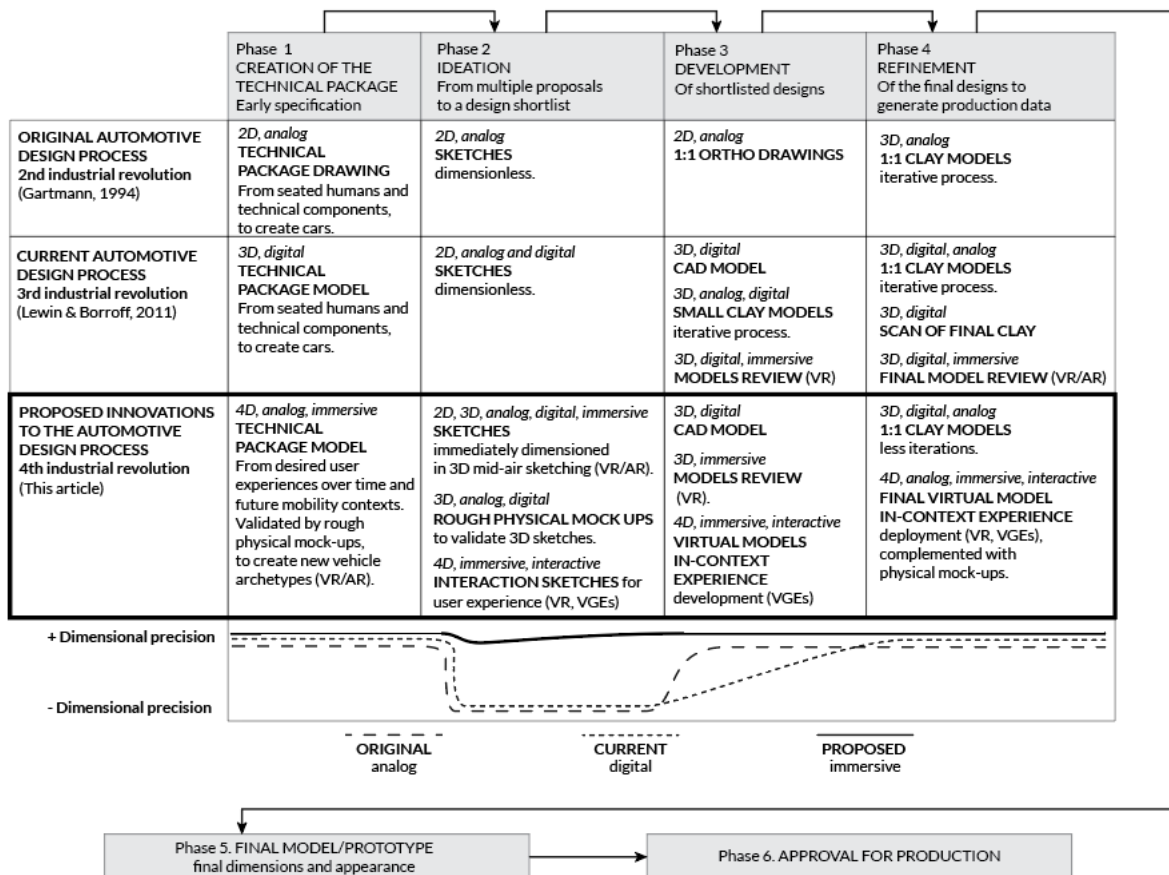 Phase 1
CREATION OF THE
TECHNICAL PACKAGE
Early specification
Phase 2
IDEATION
From multiple proposals
to a design shortlist
Phase 3
DEVELOPMENT
Of shortlisted designs
Phase 4
REFINEMENT
Of the final designs to
generate production data
ORIGINAL AUTOMOTIVE
DESIGN PROCESS
2nd industrial revolution
(Gartmann, 1994)
2D, analog
TECHNICAL
PACKAGE DRAWING
From seated humans and
technical components,
to create cars.
2D, analog
SKETCHES
dimensionless.
2D, analog
1:1 ORTHO DRAWINGS
3D, analog
1:1 CLAY MODELS
iterative process.
CURRENT AUTOMOTIVE
DESIGN PROCESS
3rd industrial revolution
(Lewin & Borroff, 2011)
3D, digital
TECHNICAL
PACKAGE MODEL
From seated humans and
technical components,
to create cars.
2D, analog and digital
SKETCHES
dimensionless.
3D, digital
CAD MODEL
3D, analog, digital
SMALL CLAY MODELS
iterative process.
3D, digital, immersive
MODELS REVIEW (VR)
3D, digital, analog
1:1 CLAY MODELS
iterative process.
3D, digital
SCAN OF FINAL CLAY
3D, digital, immersive
FINAL MODEL REVIEW (VR/AR)
PROPOSED INNOVATIONS
TO THE AUTOMOTIVE
DESIGN PROCESS
4th industrial revolution
(This article)
4D, analog, immersive
TECHNICAL
PACKAGE MODEL
From desired user
experiences over time and
future mobility contexts.
Validated by rough
physical mock-ups,
to create new vehicle
archetypes (VR/AR).
2D, 3D, analog, digital, immersive
SKETCHES
immediately dimensioned
in 3D mid-air sketching (VR/AR).
3D, analog, digital
ROUGH PHYSICAL MOCK UPS
to validate 3D sketches.
4D, immersive, interactive
INTERACTION SKETCHES for
user experience (VR, VGEs)
3D, digital
CAD MODEL
3D, immersive
MODELS REVIEW
(VR).
4D, immersive, interactive
VIRTUAL MODELS
IN-CONTEXT
EXPERIENCE
development (VGEs)
3D, digital, analog
1:1 CLAY MODELS
less iterations.
4D, analog, immersive, interactive
FINAL VIRTUAL MODEL
IN-CONTEXT EXPERIENCE
deployment (VR, VGEs),
complemented with
physical mock-ups.
+ Dimensional precision
- Dimensional precision
ORIGINAL
analog
CURRENT
digital
PROPOSED
immersive
Phase 5. FINAL MODEL/PROTOTYPE
final dimensions and appearance
Phase 6. APPROVAL FOR PRODUCTION